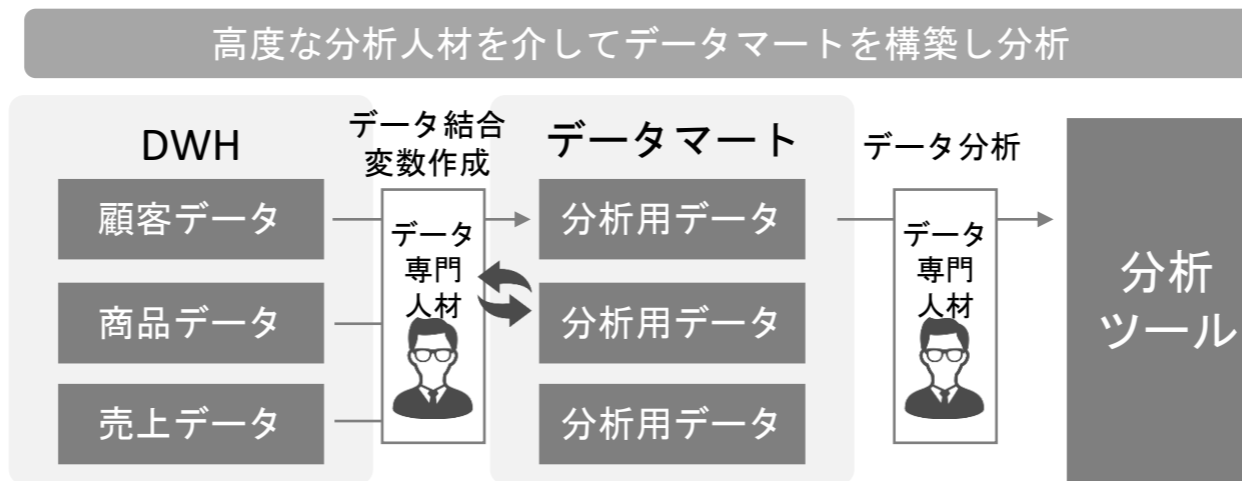 高度な分析人材を介してデータマートを構築し分析
DWH
顧客データ
商品データ
売上データ
データ結合
変数作成
データ
専門
人材
データマート
分析用データ
分析用データ
分析用データ
データ分析
データ
専門
人材
分析
ツール